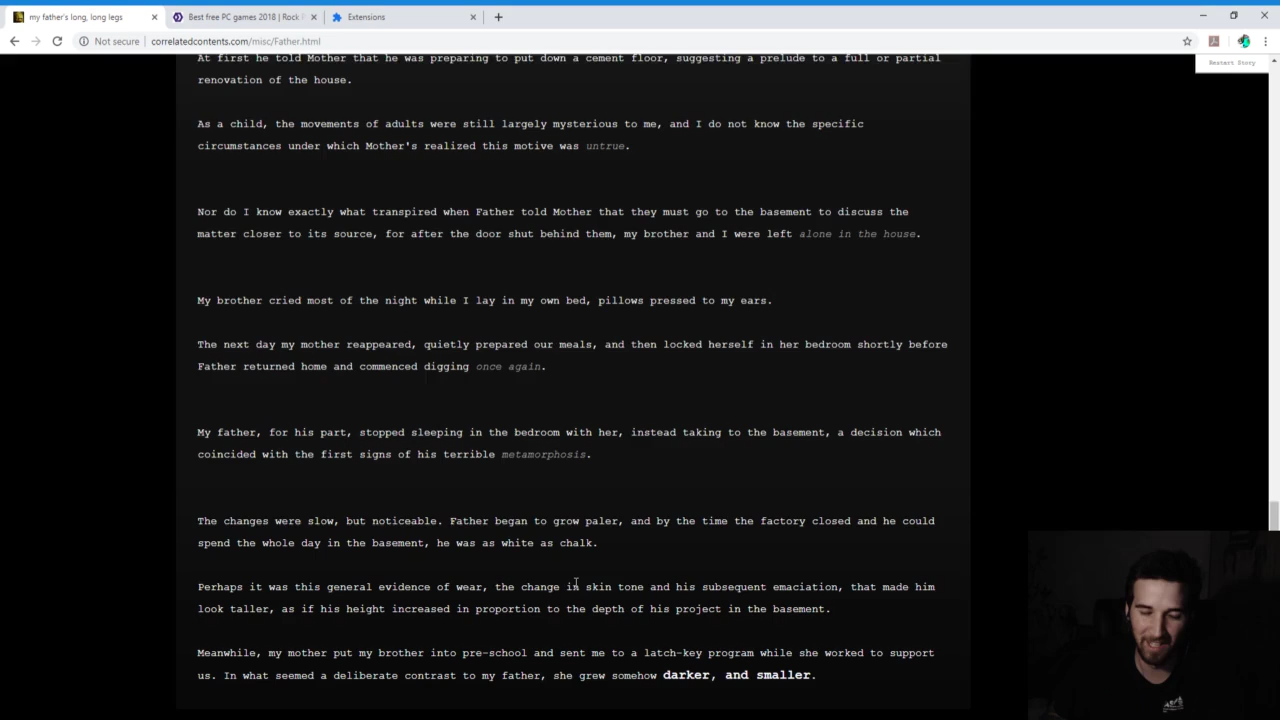 my father's long, long legs
Best free PC games 2018 | Rock
Extensions
Not secure
correlatedcontents.com/misc/Father.html
Restart Story
At first he told Mother that he was preparing to put down a cement floor, suggesting a prelude to a full or partial
renovation of the house.
As a child, the movements of adults were still largely mysterious to me, and I do not know the specific
circumstances under which Mother's realized this motive was untrue.
Nor do I know exactly what transpired when Father told Mother that they must go to the basement to discuss the
matter closer to its source, for after the door shut behind them, my brother and I were left alone in the house.
My brother cried most of the night while I lay in my own bed, pillows pressed to my ears.
The next day my mother reappeared, quietly prepared our meals, and then locked herself in her bedroom shortly before
Father returned home and commenced digging once again.
My father, for his part, stopped sleeping in the bedroom with her, instead taking to the basement, a decision which
coincided with the first signs of his terrible metamorphosis.
The changes were slow, but noticeable. Father began to grow paler, and by the time the factory closed and he could
spend the whole day in the basement, he was as white as chalk.
Perhaps it was this general evidence of wear, the change in skin tone and his subsequent emaciation, that made him
look taller, as if his height increased in proportion to the depth of his project in the basement.
Meanwhile, my mother put my brother into pre-school and sent me to a latch-key program while she worked to support
us. In what seemed a deliberate contrast to my father, she grew somehow darker, and smaller.